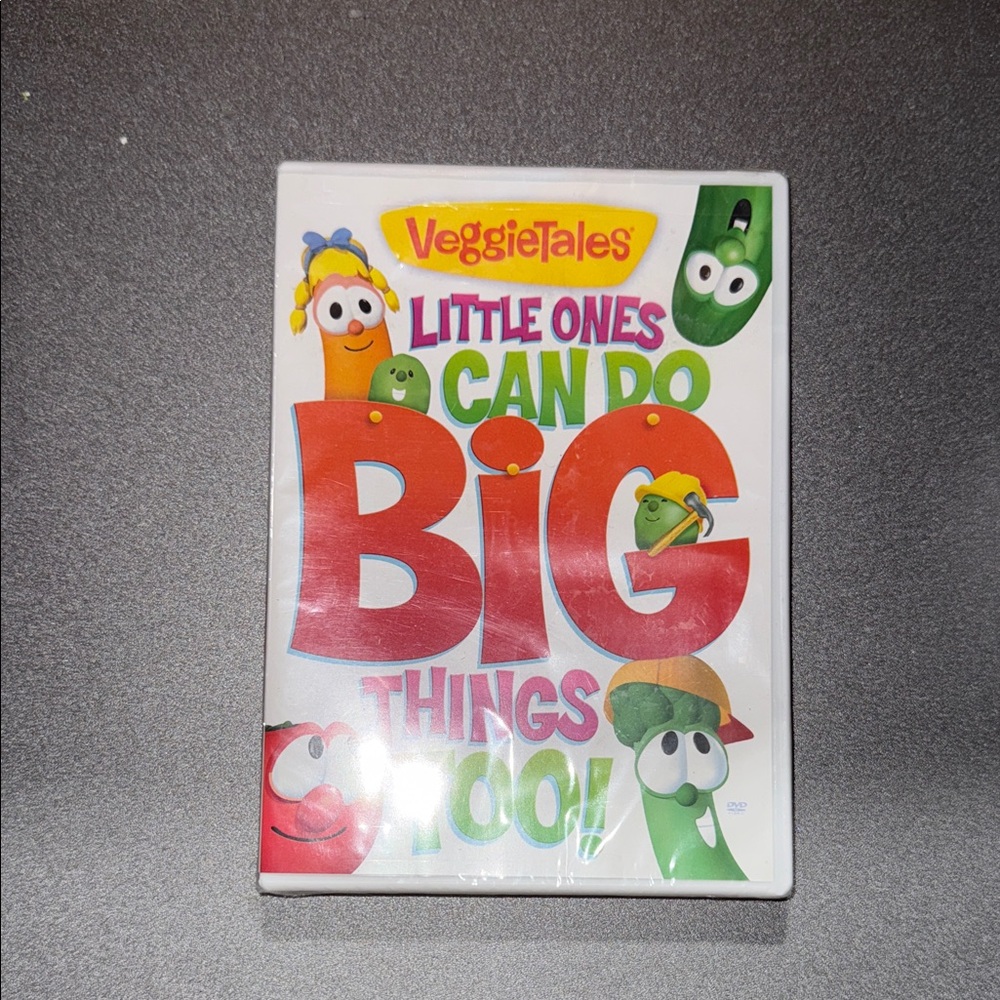 VeggieTales®
LITTLE ONES
CAN DO
BiG
THINGS
TOO!
DVD